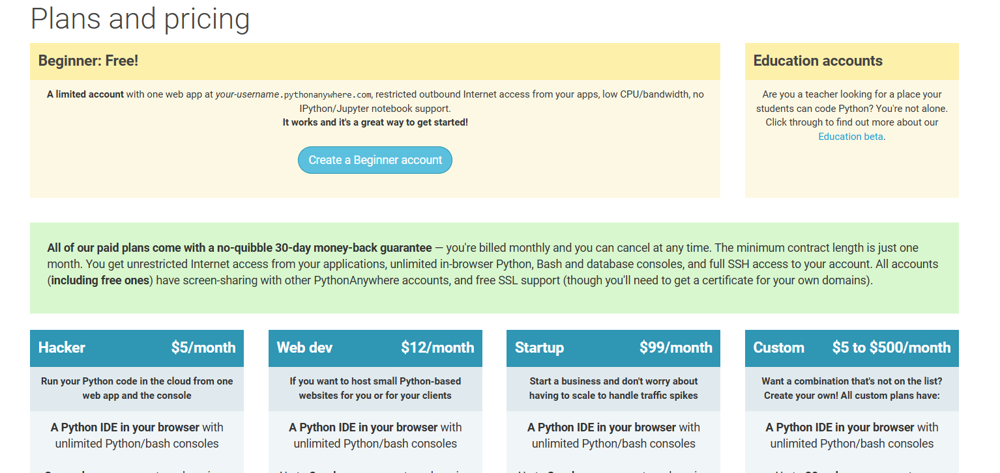 Plans and pricing
Beginner: Free!
A limited account with one web app at your-username.pythonanywhere.com, restricted outbound Internet access from your apps, low CPU/bandwidth, no
IPython/Jupyter notebook support.
It works and it's a great way to get started!
Create a Beginner account
Education accounts
Are you a teacher looking for a place your
students can code Python? You're not alone.
Click through to find out more about our
Education beta.
All of our paid plans come with a no-quibble 30-day money-back guarantee — you're billed monthly and you can cancel at any time. The minimum contract length is just one
month. You get unrestricted Internet access from your applications, unlimited in-browser Python, Bash and database consoles, and full SSH access to your account. All accounts
(including free ones) have screen-sharing with other PythonAnywhere accounts, and free SSL support (though you'll need to get a certificate for your own domains).
Hacker $5/month
Run your Python code in the cloud from one
web app and the console
A Python IDE in your browser with
unlimited Python/bash consoles
Web dev $12/month
If you want to host small Python-based
websites for you or for your clients
A Python IDE in your browser with
unlimited Python/bash consoles
Startup $99/month
Start a business and don't worry about
having to scale to handle traffic spikes
A Python IDE in your browser with
unlimited Python/bash consoles
Custom $5 to $500/month
Want a combination that's not on the list?
Create your own! All custom plans have:
A Python IDE in your browser with
unlimited Python/bash consoles